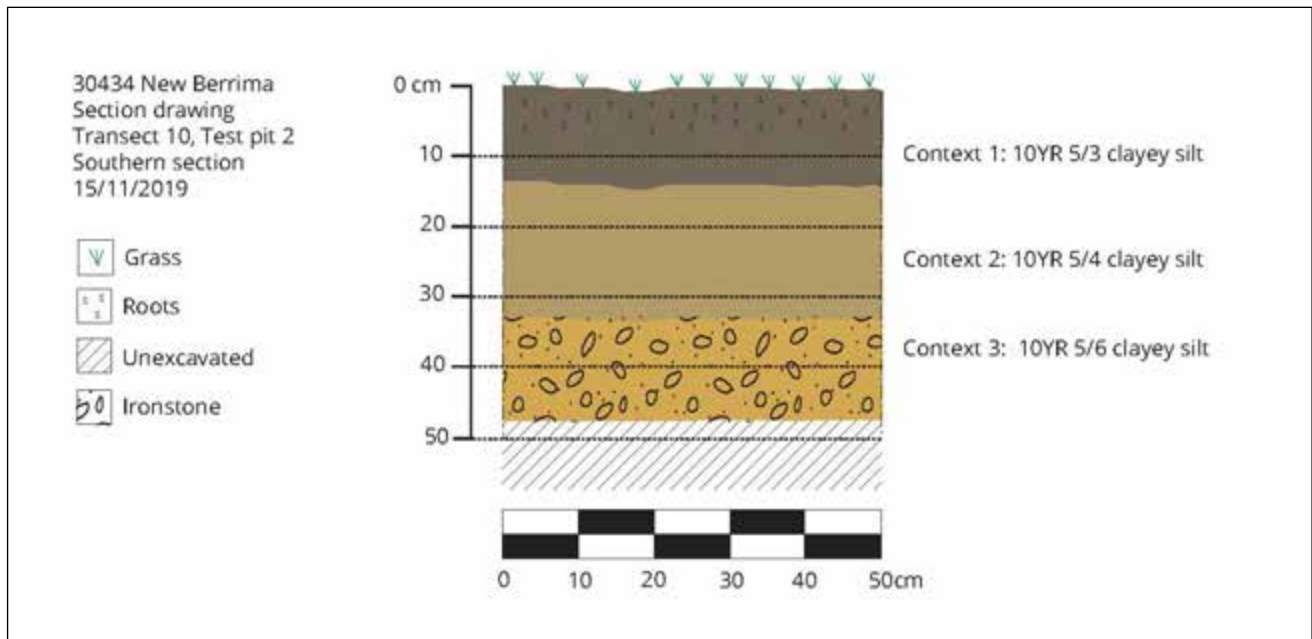 30434 New Berrima
Section drawing
Transect 10, Test pit 2
Southern section
15/11/2019
Grass
Roots
Unexcavated
Ironstone
0 cm
10
20
30
40
50
Context 1: 10YR 5/3 clayey silt
Context 2: 10YR 5/4 clayey silt
Context 3: 10YR 5/6 clayey silt
0 10 20 30 40 50cm